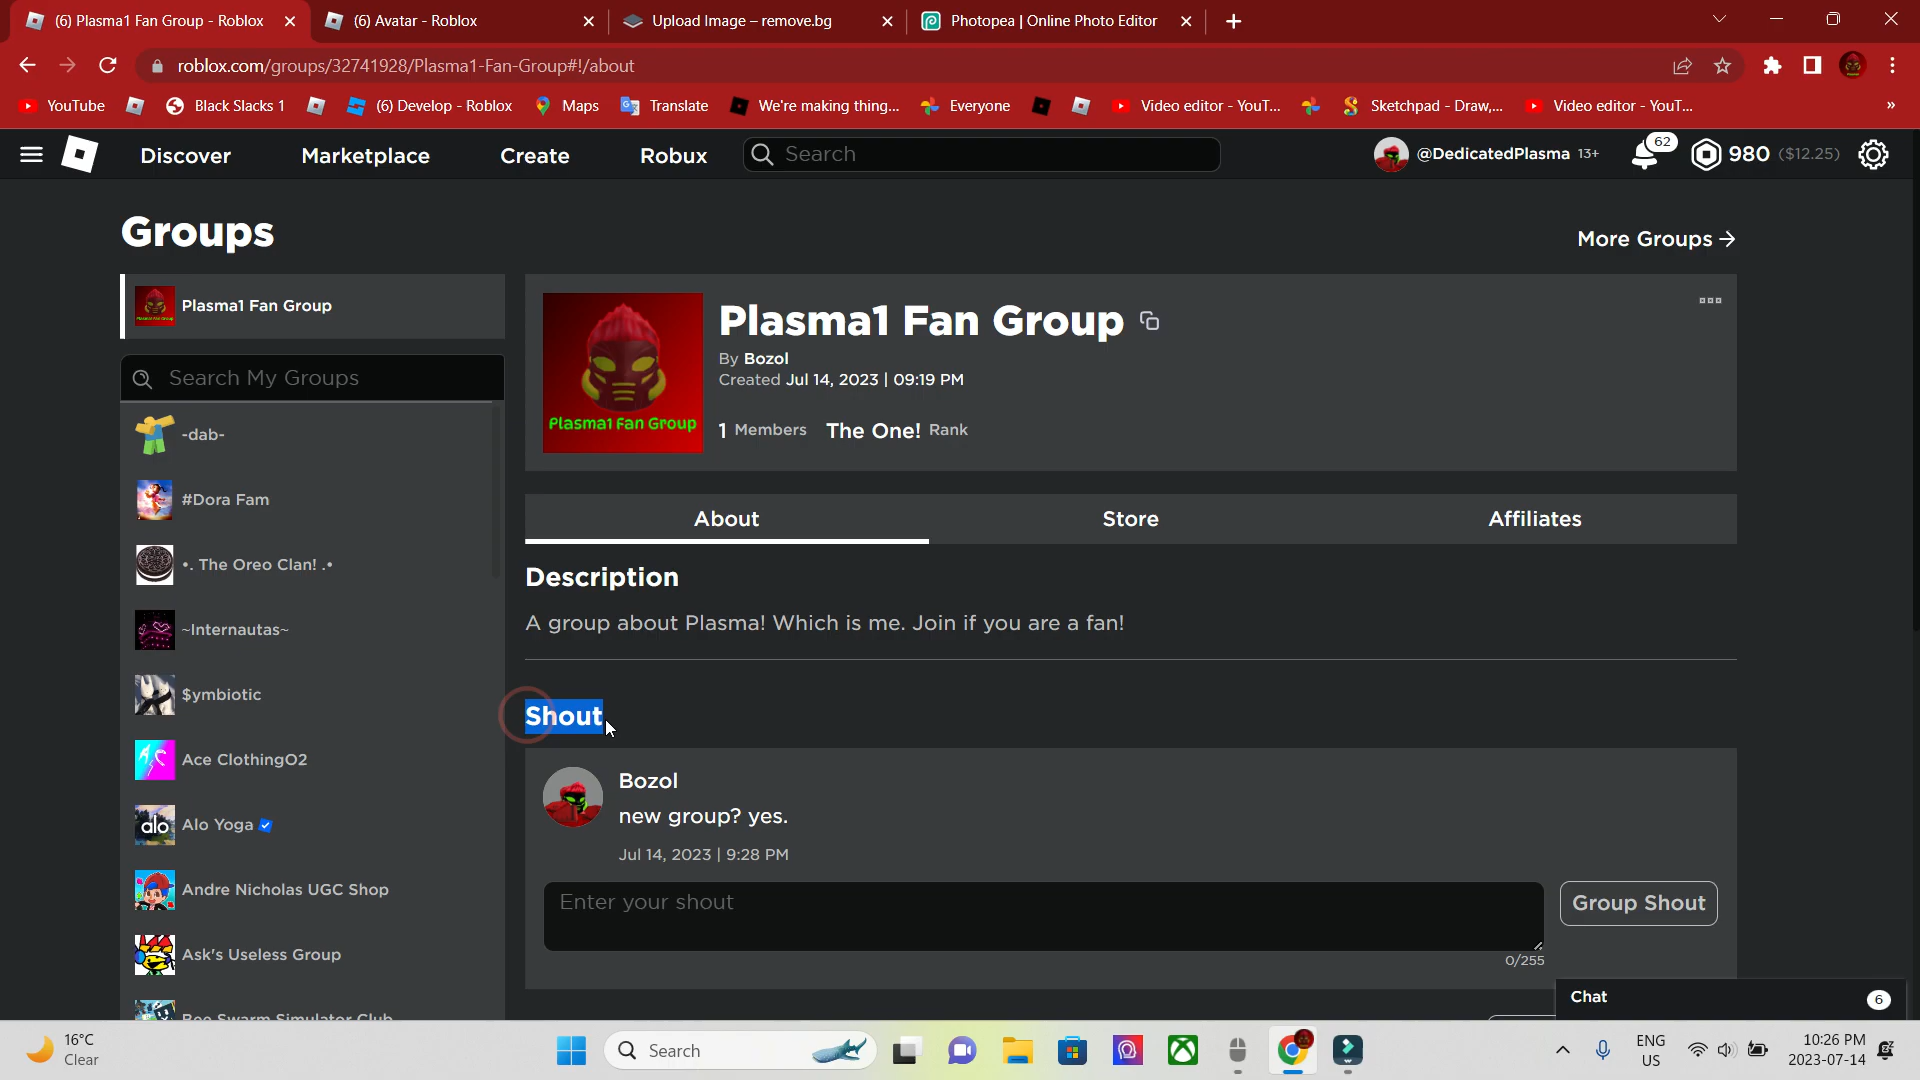 (6) Plasma1 Fan Group - Roblox
(6) Avatar - Roblox
Upload Image – remove.bg
Photopea | Online Photo Editor
roblox.com/groups/32741928/Plasma1-Fan-Group#!/about
YouTube
Black Slacks 1
(6) Develop - Roblox
Maps
Translate
We're making thing...
Everyone
Video editor - YouT...
Sketchpad - Draw,...
Video editor - YouT...
»
Discover
Marketplace
Create
Robux
Search
@DedicatedPlasma 13+
62
980 ($12.25)
Groups
More Groups →
Plasma1 Fan Group
Search My Groups
-dab-
#Dora Fam
•. The Oreo Clan! .•
~Internautas~
$ymbiotic
Ace ClothingO2
alo
Alo Yoga
Andre Nicholas UGC Shop
Ask's Useless Group
Bee Swarm Simulator Club
Plasma1 Fan Group
Plasma1 Fan Group
By Bozol
Created Jul 14, 2023 | 09:19 PM
1 Members The One! Rank
About
Store
Affiliates
Description
A group about Plasma! Which is me. Join if you are a fan!
Shout
Bozol
new group? yes.
Jul 14, 2023 | 9:28 PM
Enter your shout
Group Shout
0/255
Chat
6
16°C
Clear
Search
ENG
US
10:26 PM
2023-07-14